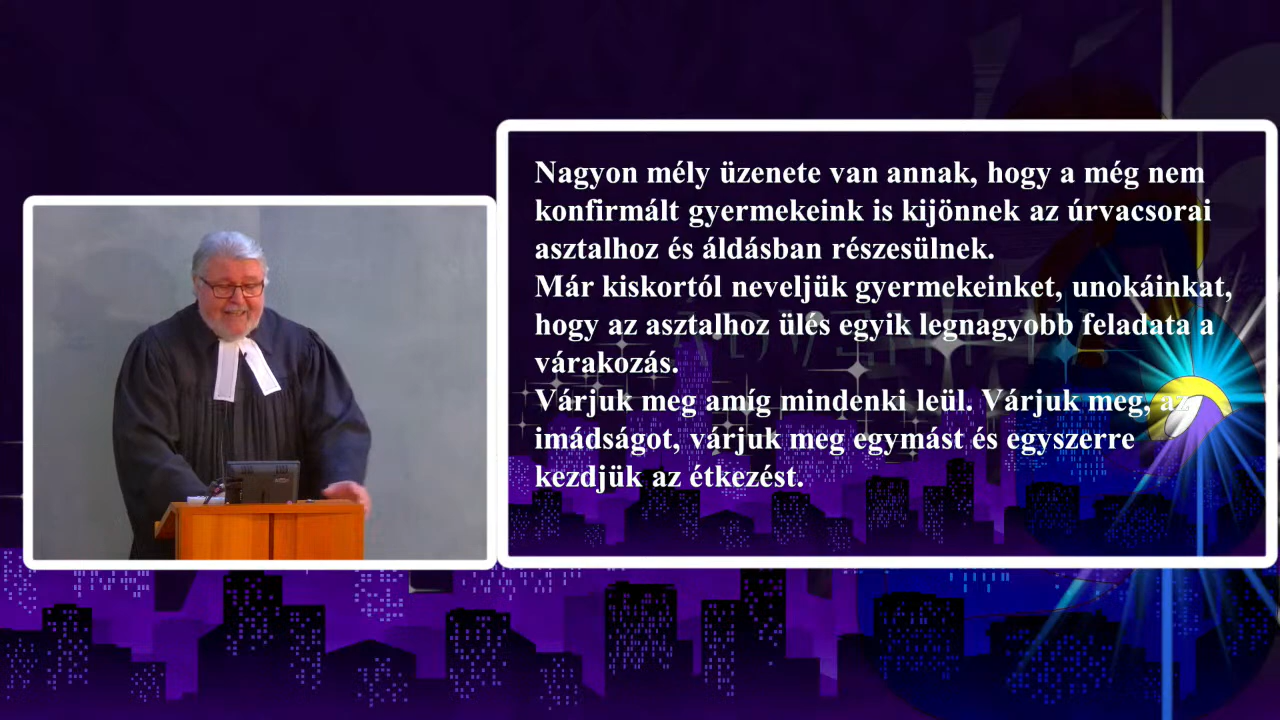 Nagyon mély üzenete van annak, hogy a még nem
konfirmált gyermekeink is kijönnek az úrvacsorai
asztalhoz és áldásban részesülnek.
Már kiskortól neveljük gyermekeinket, unokáinkat,
hogy az asztalhoz ülés egyik legnagyobb feladata a
várakozás.
Várjuk meg amíg mindenki leül. Várjuk meg, az
imádságot, várjuk meg egymást és egyszerre
kezdjük az étkezést.